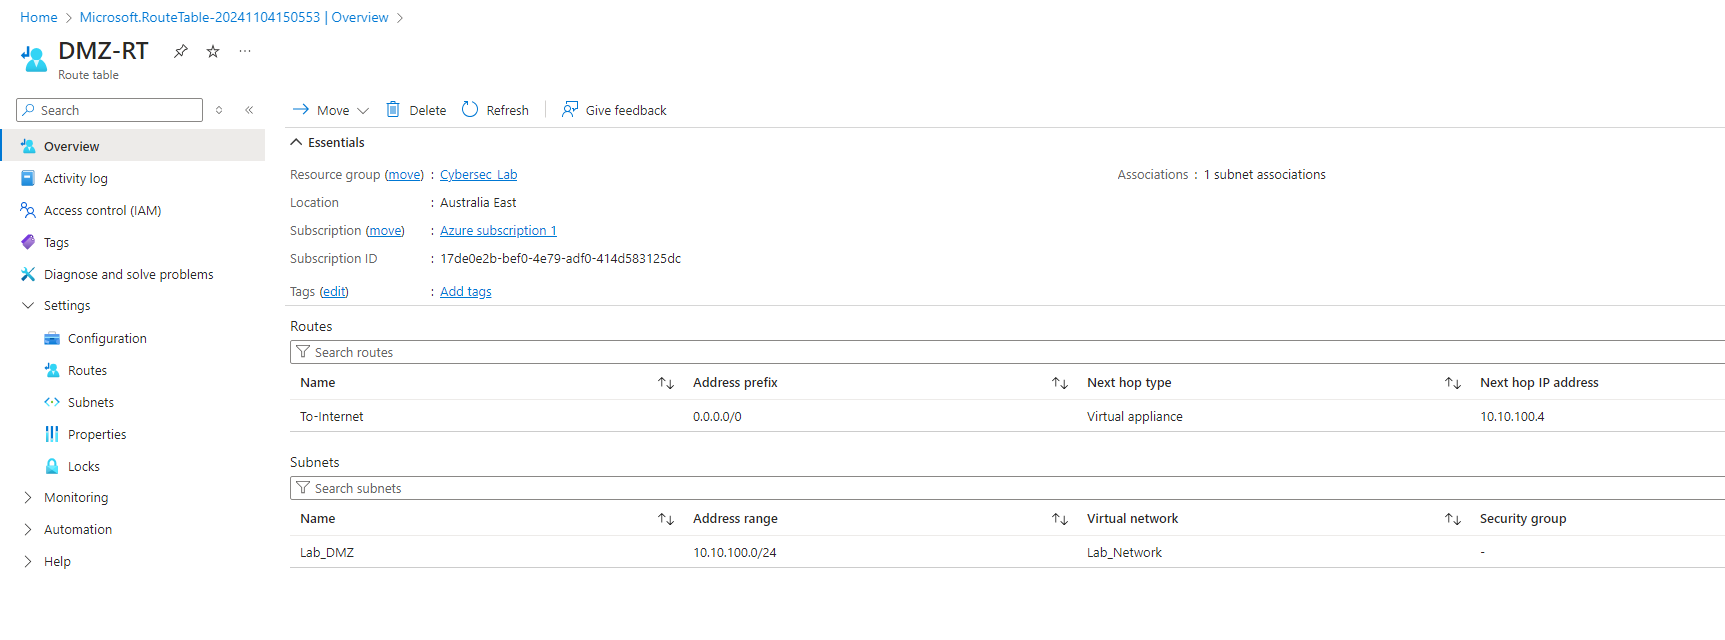 Home > Microsoft.RouteTable-20241104150553 | Overview >
DMZ-RT
Route table
Search
Move Delete Refresh Give feedback
Overview
Activity log
Access control (IAM)
Tags
Diagnose and solve problems
Settings
Configuration
Routes
Subnets
Properties
Locks
Monitoring
Automation
Help
Essentials
Resource group (move) : Cybersec_Lab
Associations : 1 subnet associations
Location : Australia East
Subscription (move) : Azure subscription 1
Subscription ID : 17de0e2b-bef0-4e79-adf0-414d583125dc
Tags (edit) : Add tags
Routes
Search routes
Name Address prefix Next hop type Next hop IP address
To-Internet 0.0.0.0/0 Virtual appliance 10.10.100.4
Subnets
Search subnets
Name Address range Virtual network Security group
Lab_DMZ 10.10.100.0/24 Lab_Network -